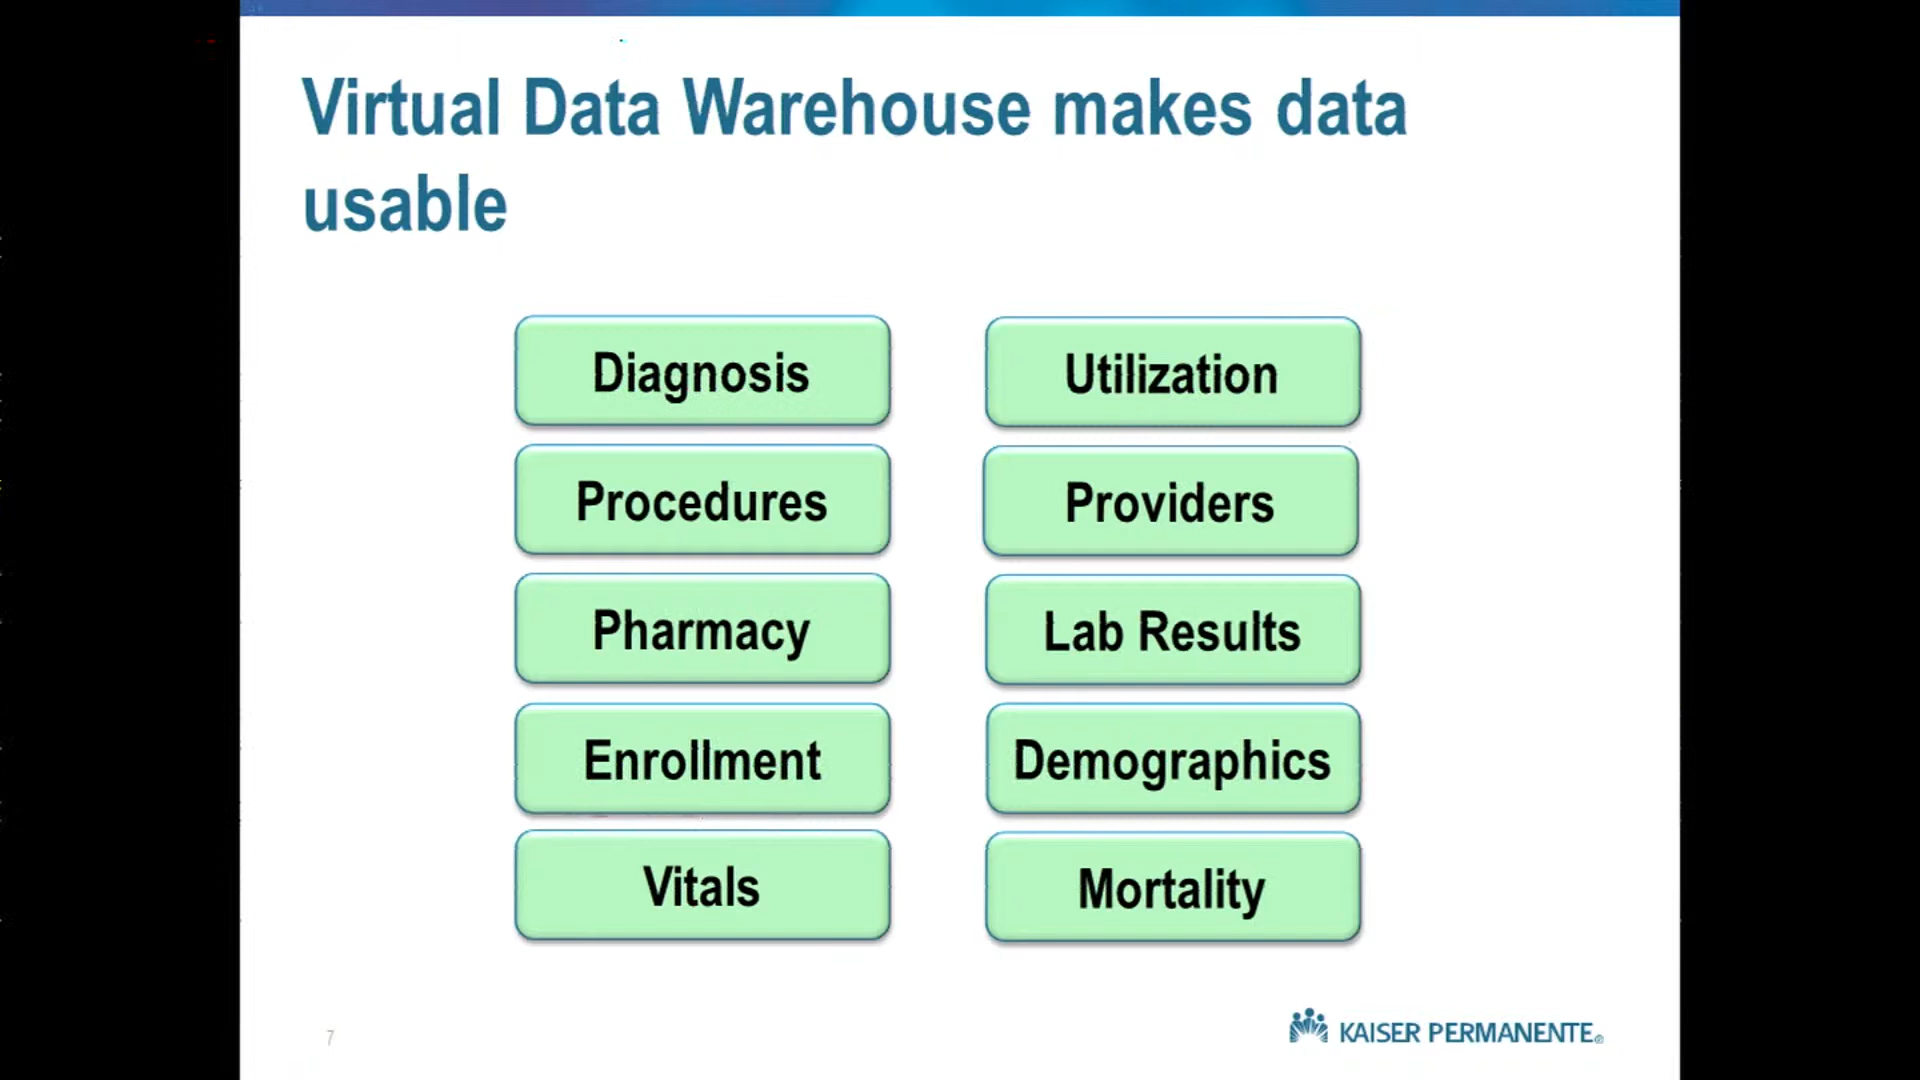 Virtual Data Warehouse makes data
usable
Diagnosis
Utilization
Procedures
Providers
Pharmacy
Lab Results
Enrollment
Demographics
Vitals
Mortality
7
KAISER PERMANENTE®